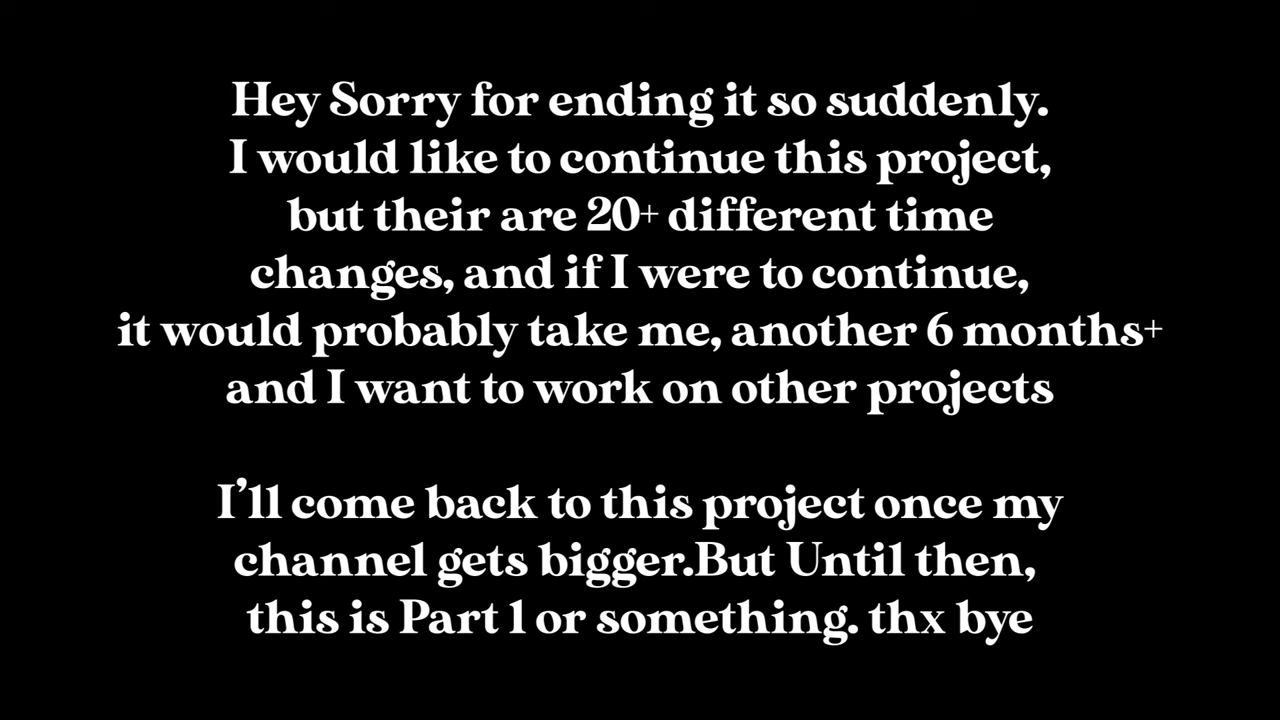 Hey Sorry for ending it so suddenly.
I would like to continue this project,
but their are 20+ different time
changes, and if I were to continue,
it would probably take me, another 6 months+
and I want to work on other projects
I’ll come back to this project once my
channel gets bigger.But Until then,
this is Part 1 or something. thx bye